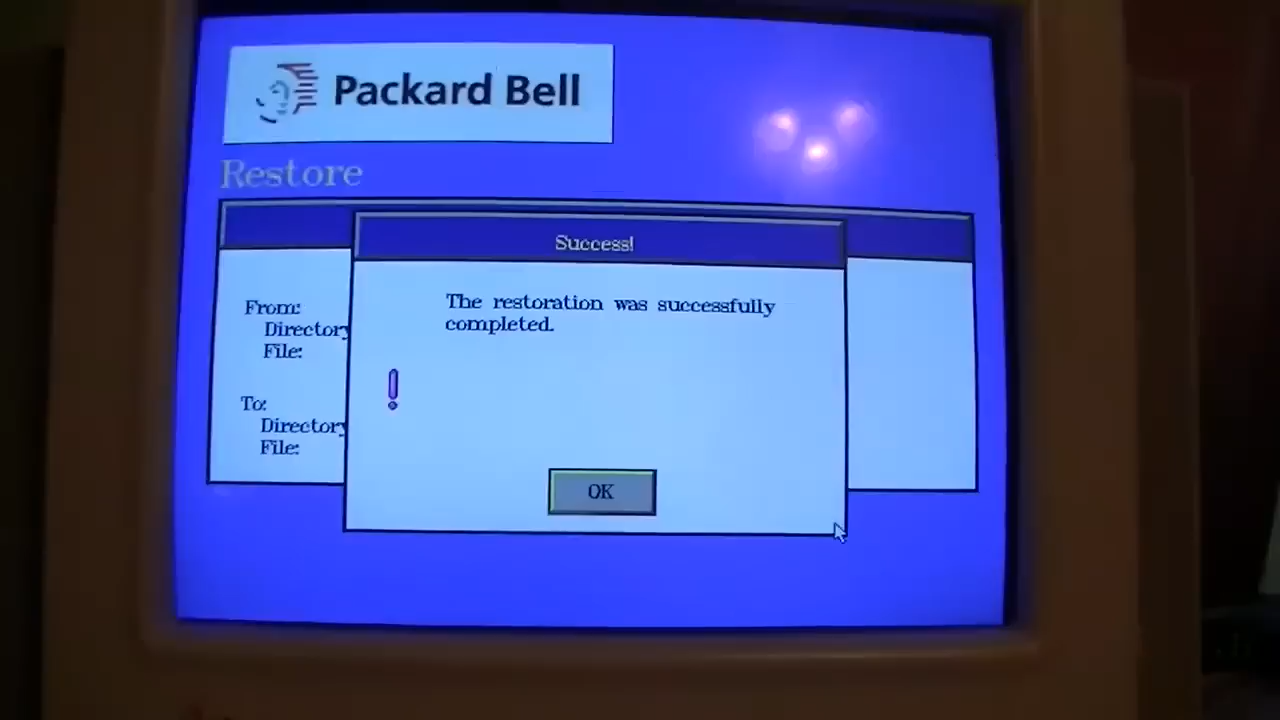 Packard Bell
Restore
Success!
The restoration was successfully
completed.
From:
Directory
File:
To:
Directory
File:
OK